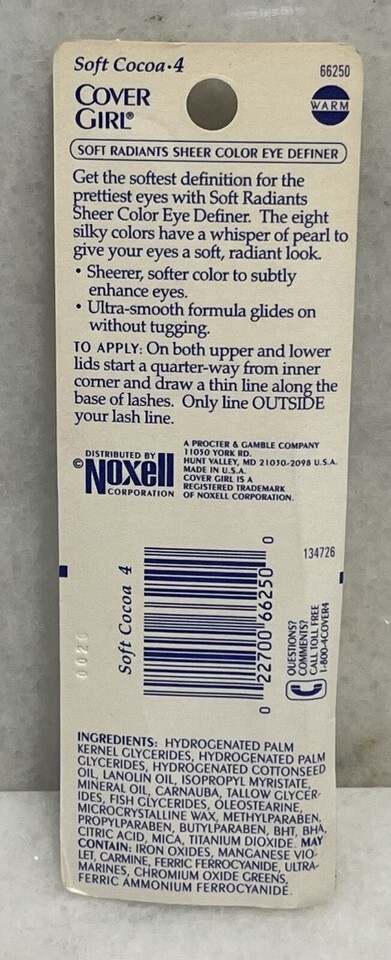 Soft Cocoa•4
66250
COVER
GIRL®
WARM
SOFT RADIANTS SHEER COLOR EYE DEFINER
Get the softest definition for the
prettiest eyes with Soft Radiants
Sheer Color Eye Definer. The eight
silky colors have a whisper of pearl to
give your eyes a soft, radiant look.
• Sheerer, softer color to subtly
enhance eyes.
• Ultra-smooth formula glides on
without tugging.
TO APPLY: On both upper and lower
lids start a quarter-way from inner
corner and draw a thin line along the
base of lashes. Only line OUTSIDE
your lash line.
DISTRIBUTED BY
© Noxell
CORPORATION
A PROCTER & GAMBLE COMPANY
11050 YORK RD.
HUNT VALLEY, MD 21030-2098 U.S.A.
MADE IN U.S.A.
COVER GIRL IS A
REGISTERED TRADEMARK
OF NOXELL CORPORATION.
134726
Soft Cocoa 4
0 22700 66250 0
QUESTIONS?
COMMENTS?
CALL TOLL FREE
1-800-4COVER4
INGREDIENTS: HYDROGENATED PALM
KERNEL GLYCERIDES, HYDROGENATED PALM
GLYCERIDES, HYDROGENATED COTTONSEED
OIL, LANOLIN OIL, ISOPROPYL MYRISTATE,
MINERAL OIL, CARNAUBA, TALLOW GLYCER-
IDES, FISH GLYCERIDES, OLEOSTEARINE,
MICROCRYSTALLINE WAX, METHYLPARABEN,
PROPYLPARABEN, BUTYLPARABEN, BHT, BHA,
CITRIC ACID, MICA, TITANIUM DIOXIDE. MAY
CONTAIN: IRON OXIDES, MANGANESE VIO-
LET, CARMINE, FERRIC FERROCYANIDE, ULTRA-
MARINES, CHROMIUM OXIDE GREENS,
FERRIC AMMONIUM FERROCYANIDE.